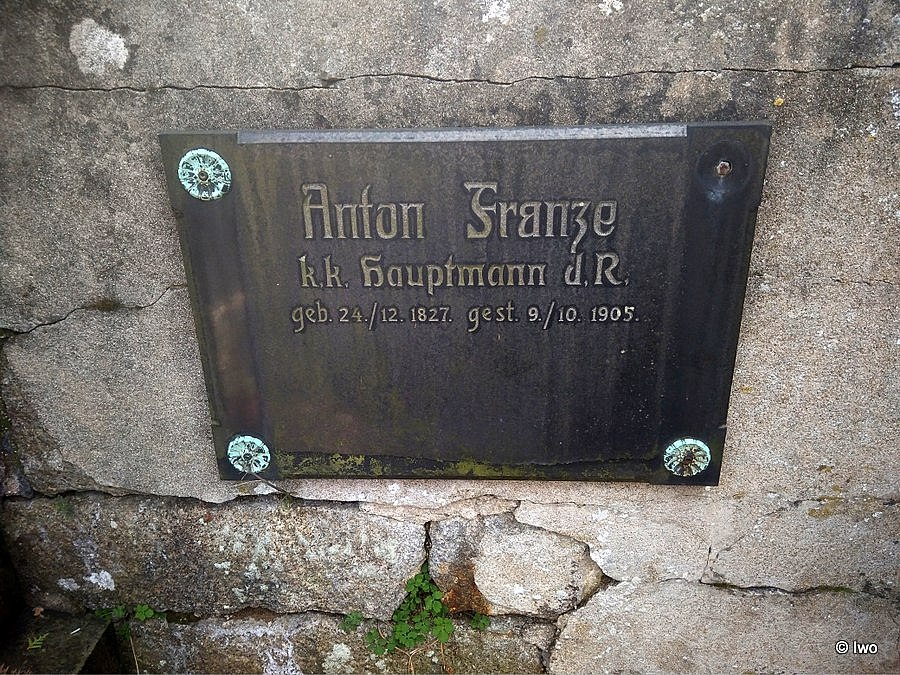 Anton Franze
k.k. Hauptmann d.R.
geb. 24./12. 1827. gest. 9./10. 1905.
© Iwo